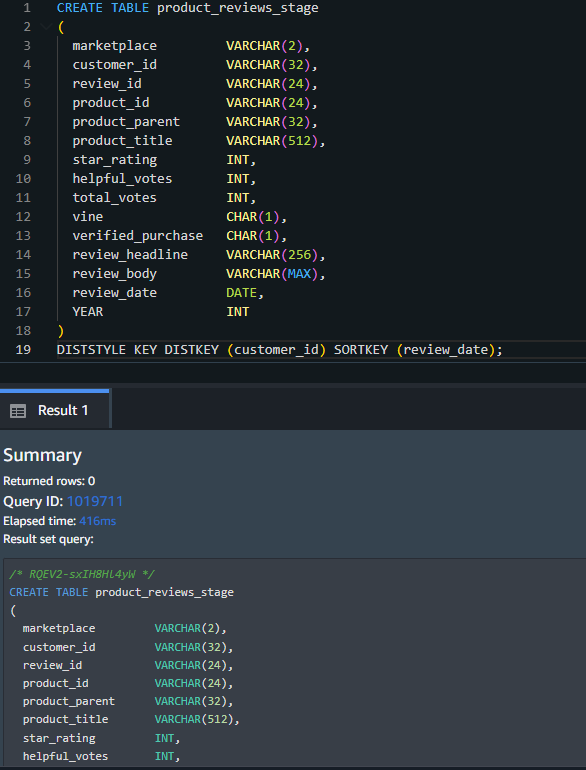 1 CREATE TABLE product_reviews_stage
2 (
3 marketplace VARCHAR(2),
4 customer_id VARCHAR(32),
5 review_id VARCHAR(24),
6 product_id VARCHAR(24),
7 product_parent VARCHAR(32),
8 product_title VARCHAR(512),
9 star_rating INT,
10 helpful_votes INT,
11 total_votes INT,
12 vine CHAR(1),
13 verified_purchase CHAR(1),
14 review_headline VARCHAR(256),
15 review_body VARCHAR(MAX),
16 review_date DATE,
17 YEAR INT
18 )
19 DISTSTYLE KEY DISTKEY (customer_id) SORTKEY (review_date);
Result 1
Summary
Returned rows: 0
Query ID: 1019711
Elapsed time: 416ms
Result set query:
/* RQEV2-sxIH8HL4yW */
CREATE TABLE product_reviews_stage
(
marketplace VARCHAR(2),
customer_id VARCHAR(32),
review_id VARCHAR(24),
product_id VARCHAR(24),
product_parent VARCHAR(32),
product_title VARCHAR(512),
star_rating INT,
helpful_votes INT,